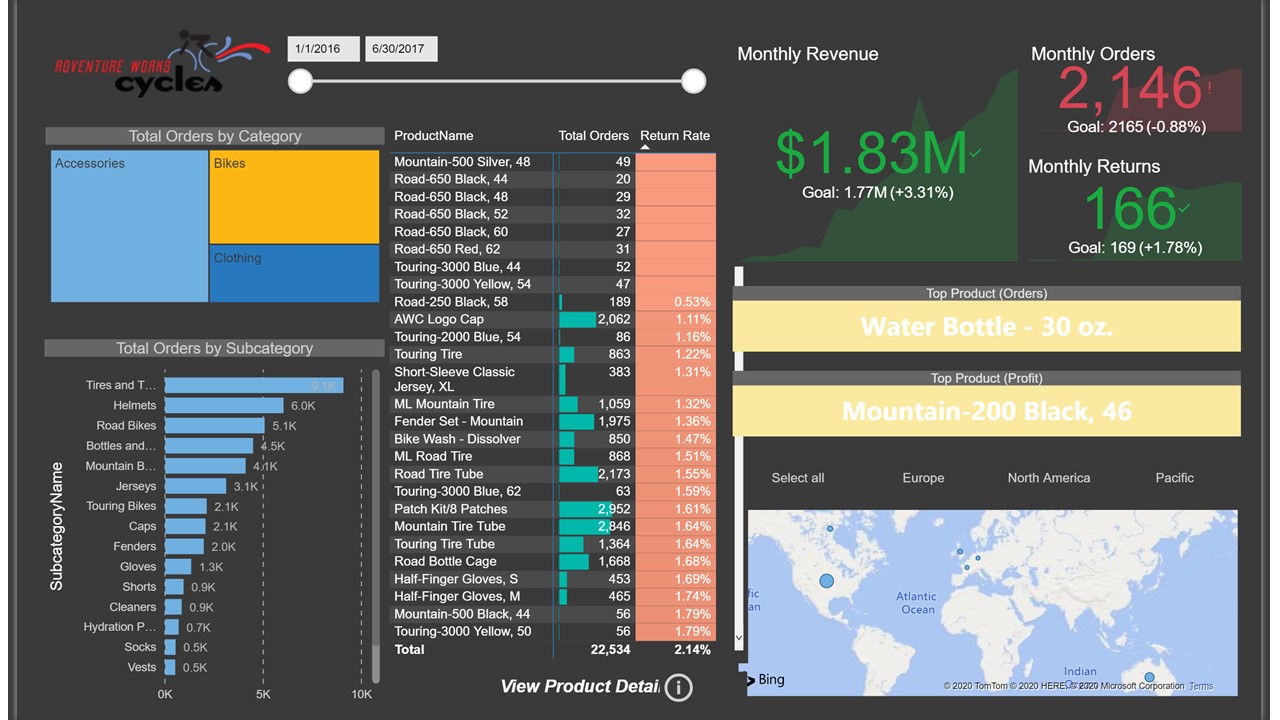 ADVENTURE WORKS
cycles
1/1/2016
6/30/2017
Total Orders by Category
Accessories
Bikes
Clothing
Total Orders by Subcategory
SubcategoryName
Tires and T… 9.1K
Helmets 6.0K
Road Bikes 5.1K
Bottles and… 4.5K
Mountain B… 4.1K
Jerseys 3.1K
Touring Bikes 2.1K
Caps 2.1K
Fenders 2.0K
Gloves 1.3K
Shorts 0.9K
Cleaners 0.9K
Hydration P… 0.7K
Socks 0.5K
Vests 0.5K
0K 5K 10K
ProductName Total Orders Return Rate
Mountain-500 Silver, 48 49
Road-650 Black, 44 20
Road-650 Black, 48 29
Road-650 Black, 52 32
Road-650 Black, 60 27
Road-650 Red, 62 31
Touring-3000 Blue, 44 52
Touring-3000 Yellow, 54 47
Road-250 Black, 58 189 0.53%
AWC Logo Cap 2,062 1.11%
Touring-2000 Blue, 54 86 1.16%
Touring Tire 863 1.22%
Short-Sleeve Classic 383 1.31%
Jersey, XL
ML Mountain Tire 1,059 1.32%
Fender Set - Mountain 1,975 1.36%
Bike Wash - Dissolver 850 1.47%
ML Road Tire 868 1.51%
Road Tire Tube 2,173 1.55%
Touring-3000 Blue, 62 63 1.59%
Patch Kit/8 Patches 2,952 1.61%
Mountain Tire Tube 2,846 1.64%
Touring Tire Tube 1,364 1.64%
Road Bottle Cage 1,668 1.68%
Half-Finger Gloves, S 453 1.69%
Half-Finger Gloves, M 465 1.74%
Mountain-500 Black, 44 56 1.79%
Touring-3000 Yellow, 50 56 1.79%
Total 22,534 2.14%
View Product Detai
i
Monthly Revenue
$1.83M
Goal: 1.77M (+3.31%)
Monthly Orders
2,146!
Goal: 2165 (-0.88%)
Monthly Returns
166
Goal: 169 (+1.78%)
Top Product (Orders)
Water Bottle - 30 oz.
Top Product (Profit)
Mountain-200 Black, 46
Select all Europe North America Pacific
fic
an
Atlantic
Ocean
Indian
Bing
© 2020 TomTom © 2020 HERE, © 2020 Microsoft Corporation Terms